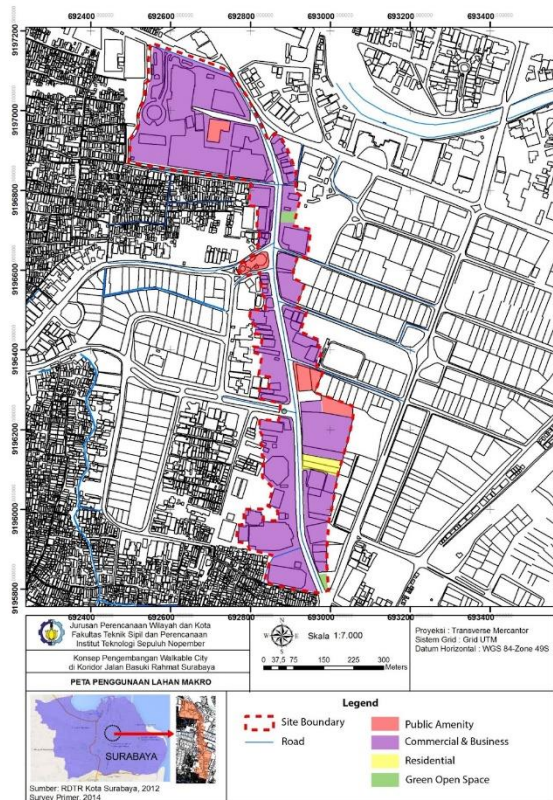 692400 692600 692800 693000 693200 693400
9197200
9197000
9196800
9196600
9196400
9196200
9196000
9195800
692400 692600 692800 693000 693200 693400
Jurusan Perencanaan Wilayah dan Kota
Fakultas Teknik Sipil dan Perencanaan
Institut Teknologi Sepuluh Nopember
Konsep Pengembangan Walkable City
di Koridor Jalan Basuki Rahmat Surabaya
PETA PENGGUNAAN LAHAN MAKRO
N
W
E
S
Skala 1:7.000
0 37,5 75 150 225 300
Meters
Proyeksi : Transverse Mercantor
Sistem Grid : Grid UTM
Datum Horizontal : WGS 84-Zone 49S
SURABAYA
Sumber: RDTR Kota Surabaya, 2012
Survey Primer, 2014
Legend
Site Boundary
Road
Public Amenity
Commercial & Business
Residential
Green Open Space